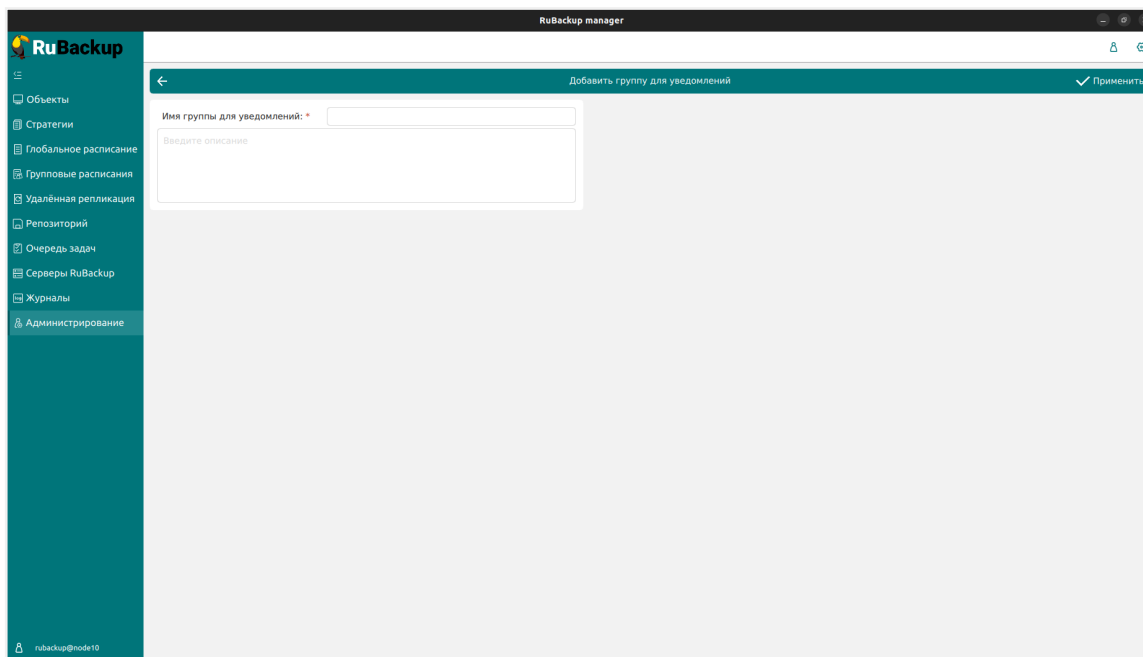 RuBackup manager
RuBackup
Добавить группу для уведомлений
Применить
Объекты
Стратегии
Глобальное расписание
Групповые расписания
Удалённая репликация
Репозиторий
Очередь задач
Серверы RuBackup
Журналы
Администрирование
Имя группы для уведомлений: *
Введите описание
rubackup@node10